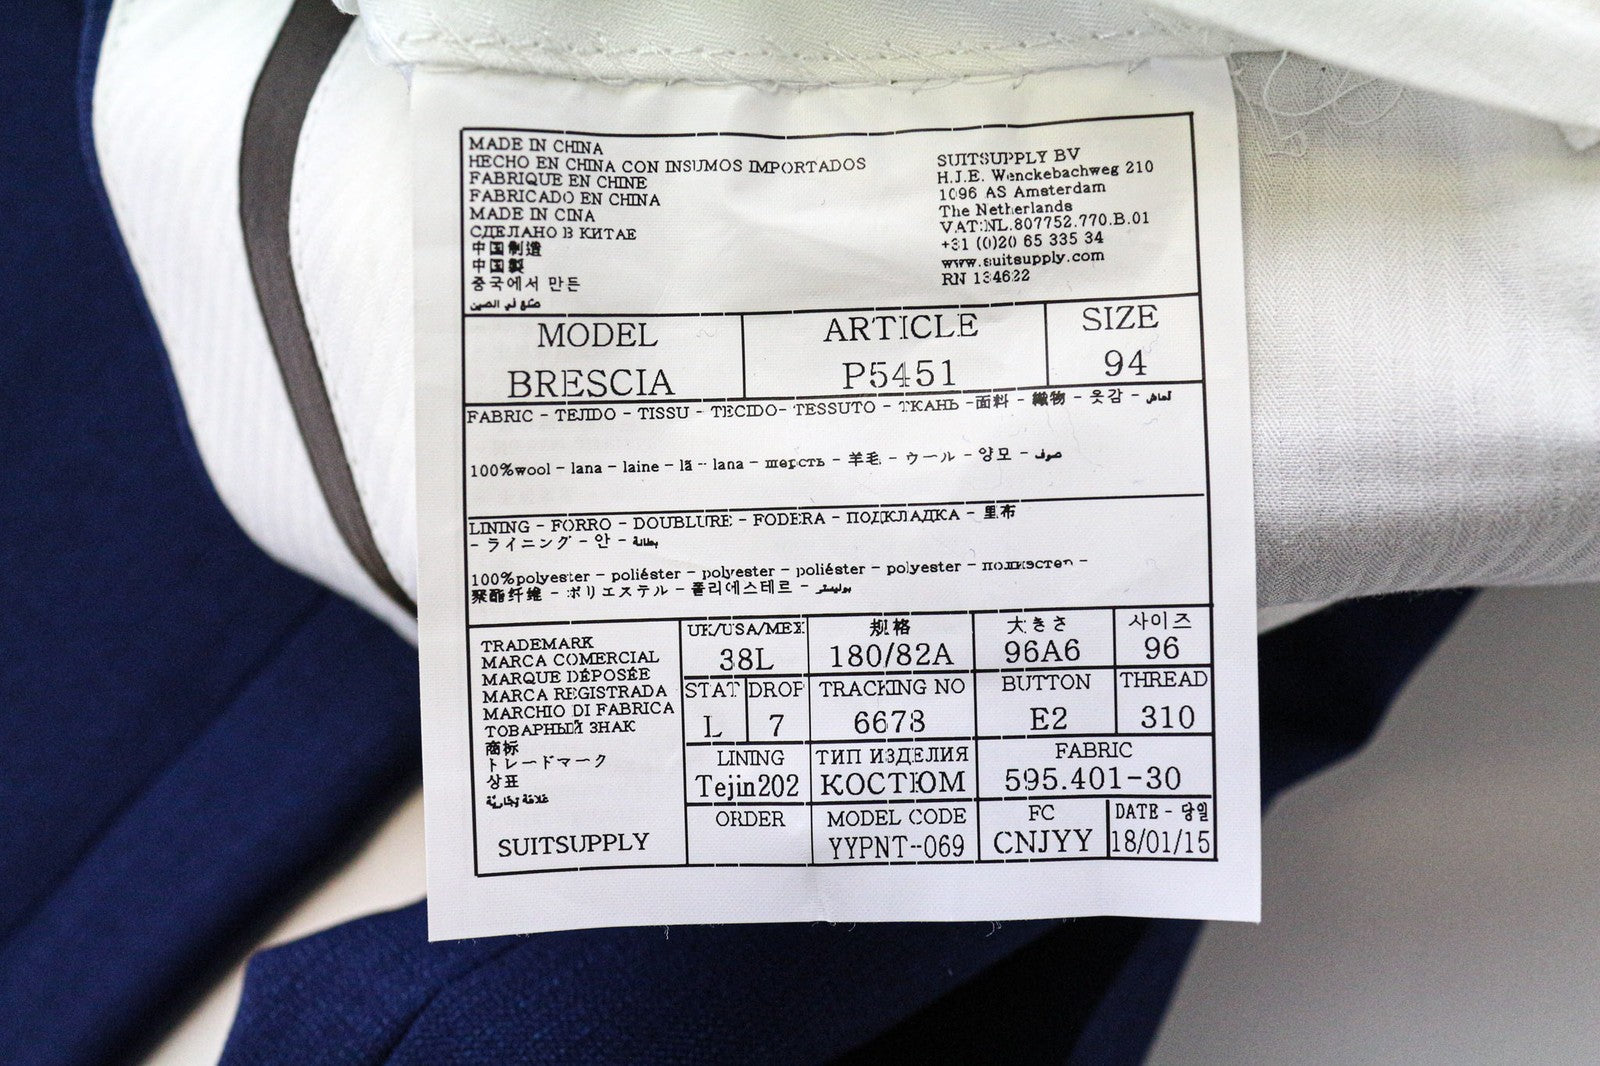 MADE IN CHINA
HECHO EN CHINA CON INSUMOS IMPORTADOS
FABRIQUE EN CHINE
FABRICADO EN CHINA
MADE IN CINA
СДЕЛАНО В КИТАЕ
中国制造
中国製
중국에서 만든
صنع في الصين
SUITSUPPLY BV
H.J.E. Wenckebachweg 210
1096 AS Amsterdam
The Netherlands
VAT:NL.807752.770.B.01
+31 (0)20 65 335 34
www.suitsupply.com
RN 134622
MODEL ARTICLE SIZE
BRESCIA P5451 94
FABRIC - TEJIDO - TISSU - TECIDO- TESSUTO - ТКАНЬ -面料 - 織物 - 옷감 - لماش
100%wool - lana - laine - lã - lana - шерсть - 羊毛 - ウール - 양모 - صوف
LINING - FORRO - DOUBLURE - FODERA - ПОДКЛАДКА - 里布
- ライニング - 안 - بطانة
100%polyester - poliéster - polyester - poliéster - polyester - полиэстеп -
聚酯纤维 - ポリエステル - 폴리에스테르 - بوليستر
TRADEMARK
MARCA COMERCIAL
MARQUE DÉPOSÉE
MARCA REGISTRADA
MARCHIO DI FABRICA
ТОВАРНЫЙ ЗНАК
商标
トレードマーク
상표
علامة تجارية
SUITSUPPLY
UK/USA/MEX 规格 大きさ 사이즈
38L 180/82A 96A6 96
STAT DROP TRACKING NO BUTTON THREAD
L 7 6678 E2 310
LINING ТИП ИЗДЕЛИЯ FABRIC
Tejin202 КОСТЮМ 595.401-30
ORDER MODEL CODE FC DATE - 당일
YYPNT-069 CNJYY 18/01/15